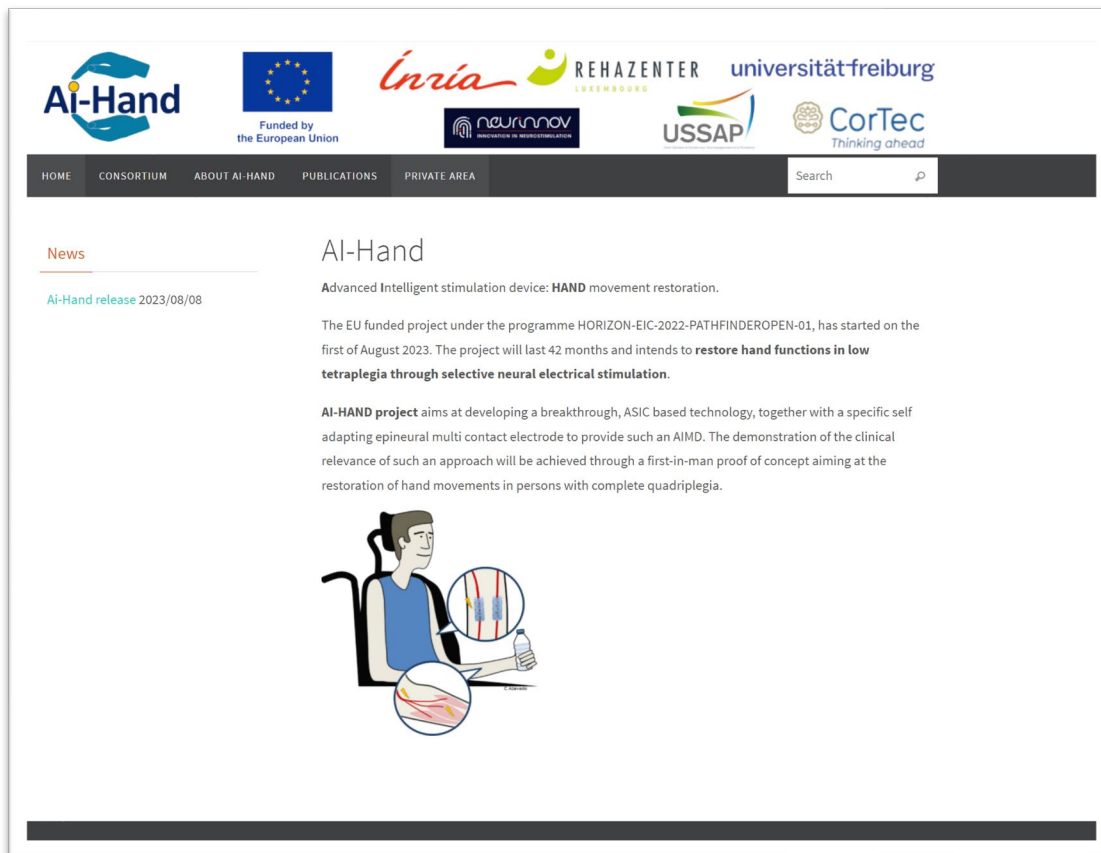 Ai-Hand
Funded by
the European Union
Inria
REHAZENTER
LUXEMBOURG
universität freiburg
neurinnov
INNOVATION IN NEUROSTIMULATION
USSAP
CorTec
Thinking ahead
HOME CONSORTIUM ABOUT AI-HAND PUBLICATIONS PRIVATE AREA Search
News
Ai-Hand release 2023/08/08
AI-Hand
Advanced Intelligent stimulation device: HAND movement restoration.
The EU funded project under the programme HORIZON-EIC-2022-PATHFINDEROPEN-01, has started on the
first of August 2023. The project will last 42 months and intends to restore hand functions in low
tetraplegia through selective neural electrical stimulation.
AI-HAND project aims at developing a breakthrough, ASIC based technology, together with a specific self
adapting epineural multi contact electrode to provide such an AIMD. The demonstration of the clinical
relevance of such an approach will be achieved through a first-in-man proof of concept aiming at the
restoration of hand movements in persons with complete quadriplegia.
C Azevedo